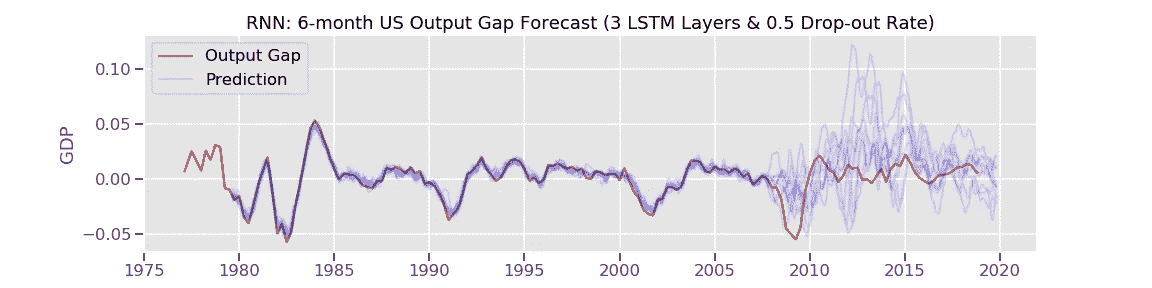 RNN: 6-month US Output Gap Forecast (3 LSTM Layers & 0.5 Drop-out Rate)
Output Gap
Prediction
GDP
0.10
0.05
0.00
−0.05
1975 1980 1985 1990 1995 2000 2005 2010 2015 2020